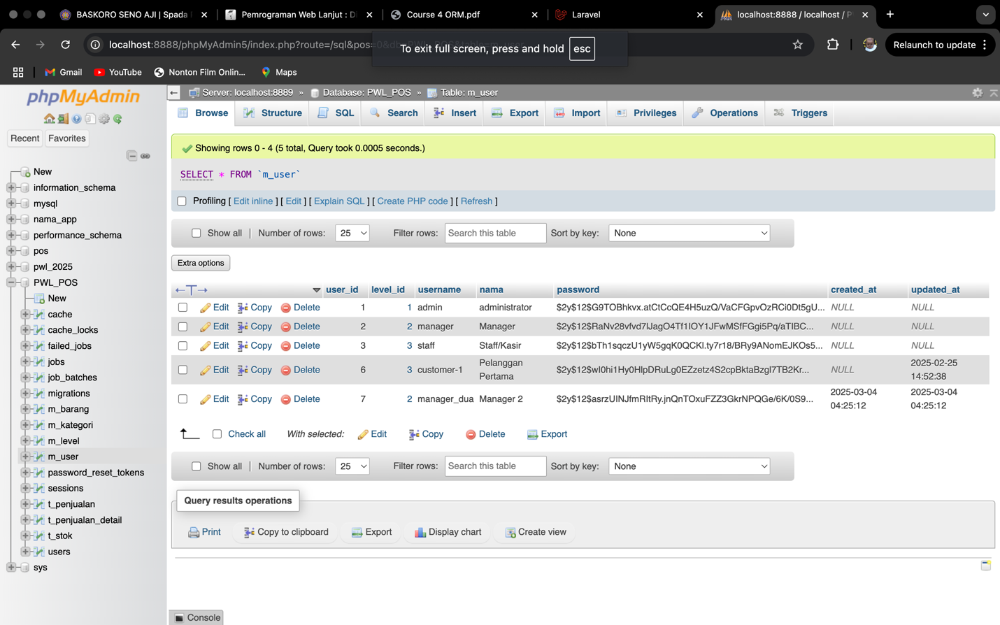 BASKORO SENO AJI | Spada
Pemrograman Web Lanjut : Di
Course 4 ORM.pdf
Laravel
localhost:8888 / localhost / P
localhost:8888/phpMyAdmin5/index.php?route=/sql&pos=
To exit full screen, press and hold esc
Relaunch to update
Gmail
YouTube
Nonton Film Onlin...
Maps
phpMyAdmin
Recent
Favorites
New
information_schema
mysql
nama_app
performance_schema
pos
pwl_2025
PWL_POS
New
cache
cache_locks
failed_jobs
jobs
job_batches
migrations
m_barang
m_kategori
m_level
m_user
password_reset_tokens
sessions
t_penjualan
t_penjualan_detail
t_stok
users
sys
Server: localhost:8889 » Database: PWL_POS » Table: m_user
Browse Structure SQL Search Insert Export Import Privileges Operations Triggers
Showing rows 0 - 4 (5 total, Query took 0.0005 seconds.)
SELECT * FROM `m_user`
Profiling [ Edit inline ] [ Edit ] [ Explain SQL ] [ Create PHP code ] [ Refresh ]
Show all | Number of rows: 25 Filter rows: Search this table Sort by key: None
Extra options
←T→ user_id level_id username nama password created_at updated_at
Edit Copy Delete 1 1 admin administrator $2y$12$G9TOBhkvx.atCtCcQE4H5uzQ/VaCFGpvOzRCi0Dt5gU... NULL NULL
Edit Copy Delete 2 2 manager Manager $2y$12$RaNv28vfvd7lJagO4Tf1IOY1JFwMSfFGgi5Pq/aTIBC... NULL NULL
Edit Copy Delete 3 3 staff Staff/Kasir $2y$12$bTh1sqczU1yW5gqK0QCKl.ty7r18/BRy9ANomEJKOs5... NULL NULL
Edit Copy Delete 6 3 customer-1 Pelanggan Pertama $2y$12$wI0hi1Hy0HlpDRuLg0EZzetz4S2cpBktaBzgl7TB2Kr... NULL 2025-02-25 14:52:38
Edit Copy Delete 7 2 manager_dua Manager 2 $2y$12$asrzUINJfmRItRy.jnQnTOxuFZZ3GkrNPQGe/6K/0S9... 2025-03-04 04:25:12 2025-03-04 04:25:12
Check all With selected: Edit Copy Delete Export
Show all | Number of rows: 25 Filter rows: Search this table Sort by key: None
Query results operations
Print Copy to clipboard Export Display chart Create view
Console